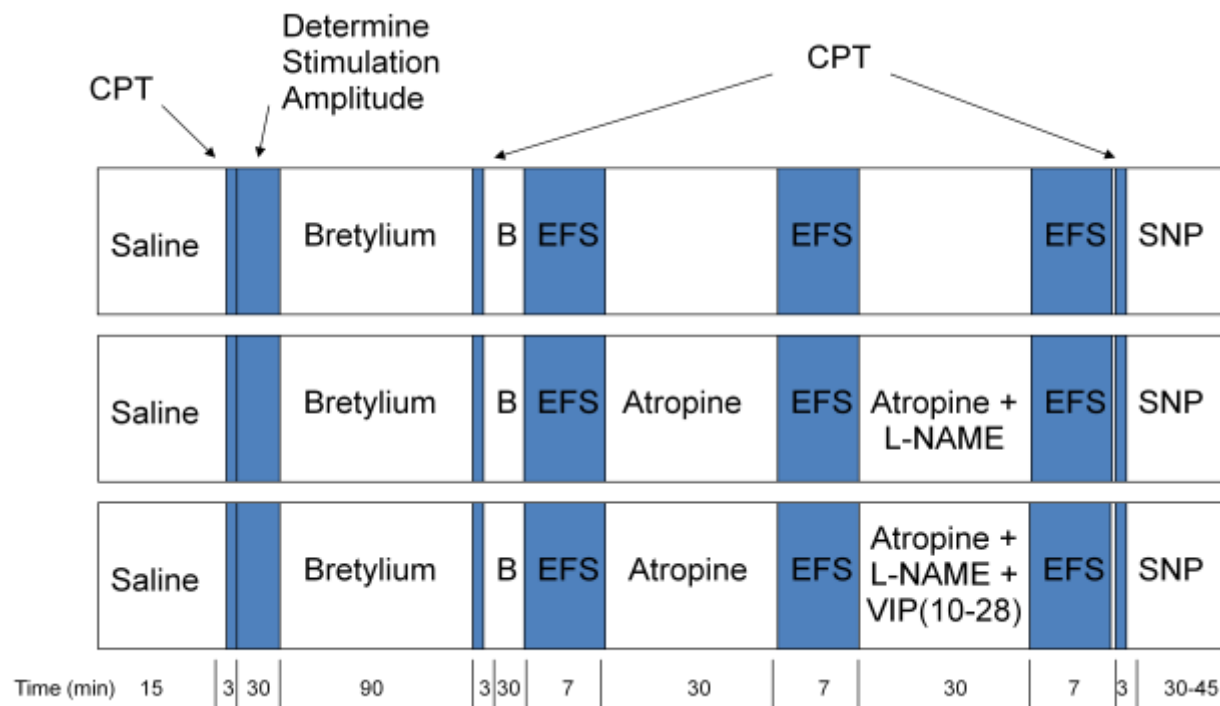 Determine
Stimulation
Amplitude
CPT
CPT
Saline
Bretylium
B
EFS
EFS
EFS
SNP
Saline
Bretylium
B
EFS
Atropine
EFS
Atropine +
L-NAME
EFS
SNP
Saline
Bretylium
B
EFS
Atropine
EFS
Atropine +
L-NAME +
VIP(10-28)
EFS
SNP
Time (min) 15 3 30 90 3 30 7 30 7 30 7 3 30-45